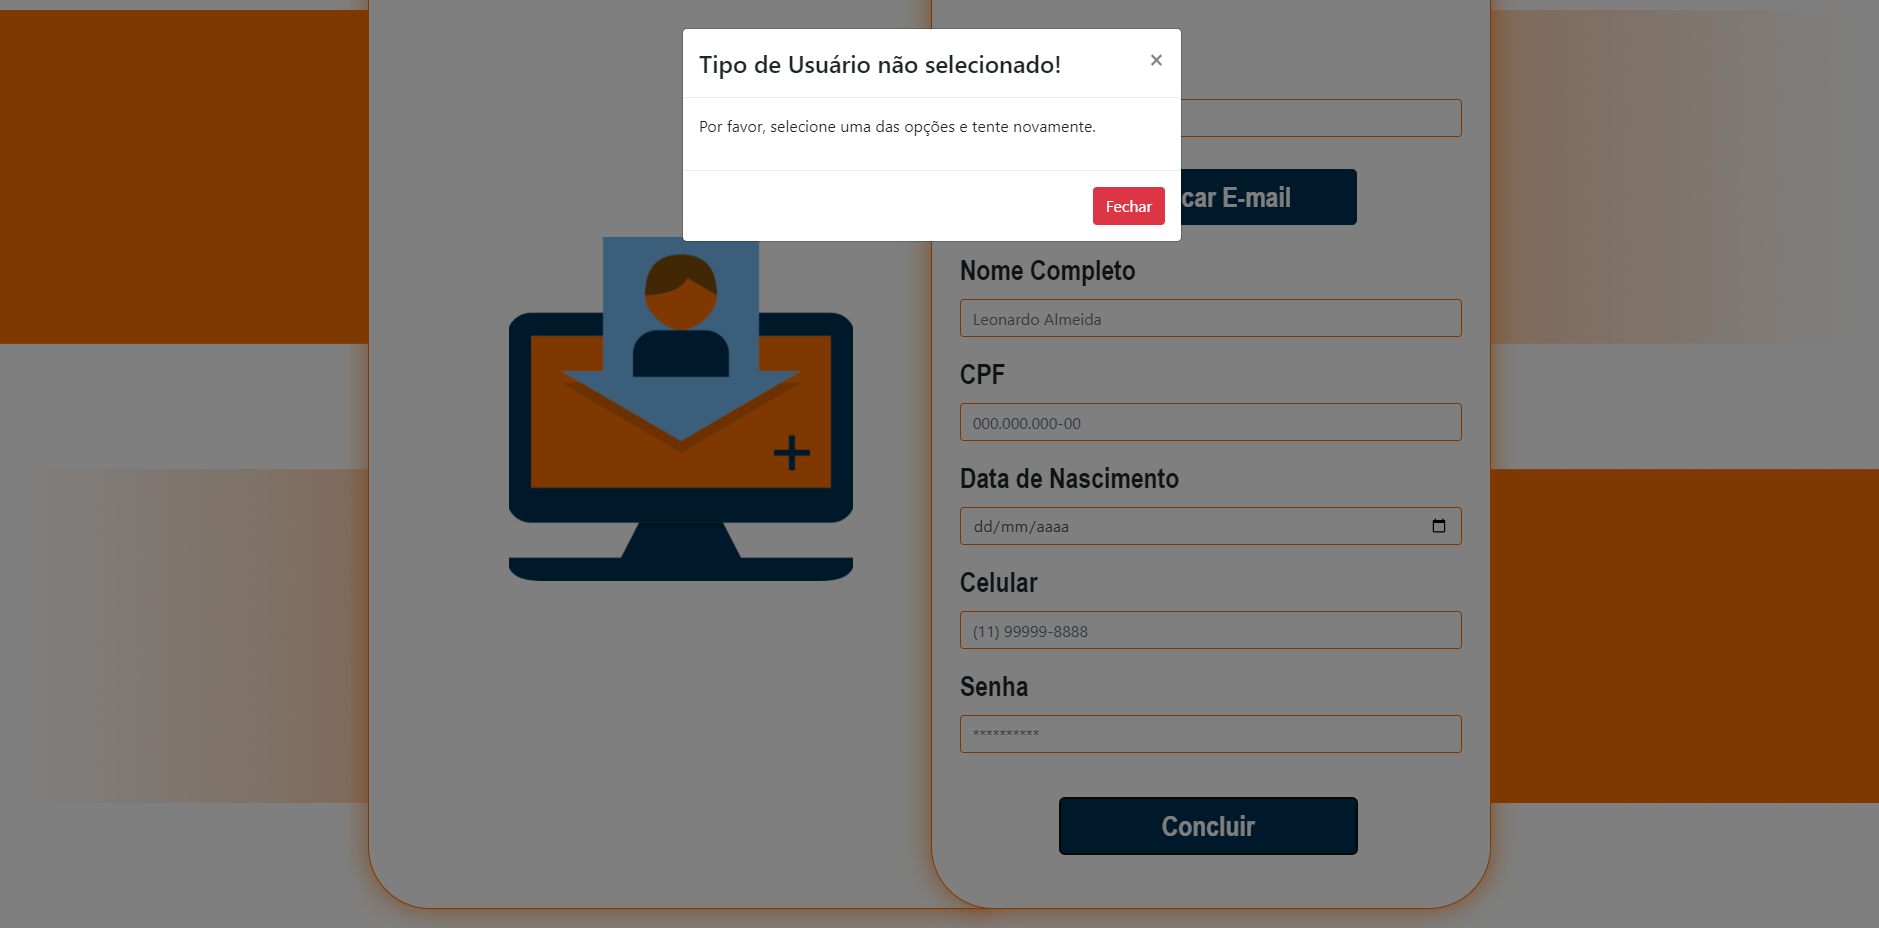 Tipo de Usuário não selecionado!
×
Por favor, selecione uma das opções e tente novamente.
Fechar
car E-mail
Nome Completo
Leonardo Almeida
CPF
000.000.000-00
Data de Nascimento
dd/mm/aaaa
Celular
(11) 99999-8888
Senha
**********
Concluir